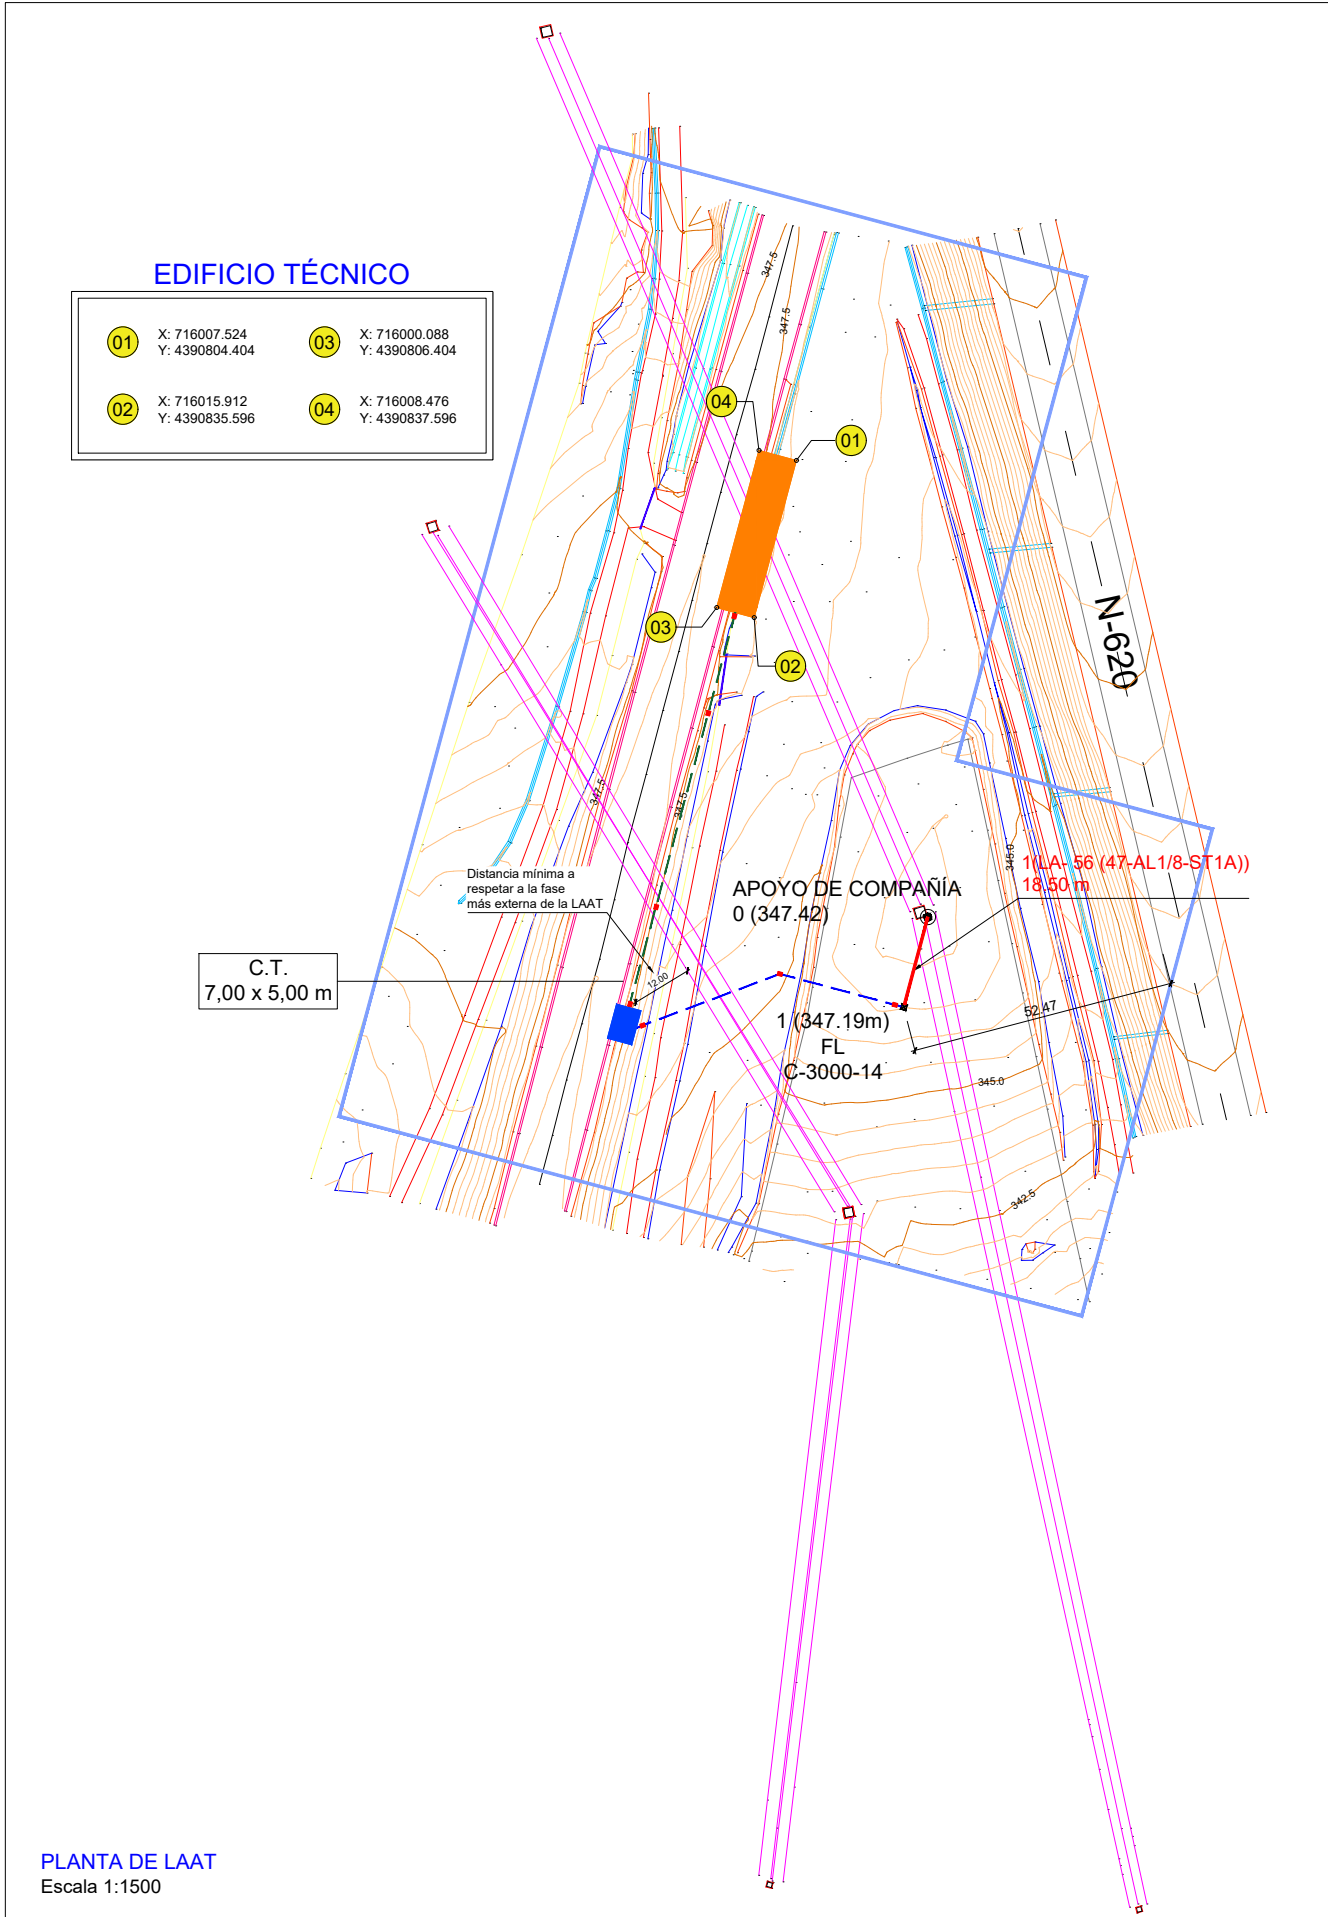 EDIFICIO TÉCNICO
01
X: 716007.524
Y: 4390804.404
03
X: 716000.088
Y: 4390806.404
02
X: 716015.912
Y: 4390835.596
04
X: 716008.476
Y: 4390837.596
347.5
347.5
04
01
03
02
N-620
347.5
347.5
345.0
Distancia mínima a
respetar a la fase
más externa de la LAAT
APOYO DE COMPAÑÍA
0 (347.42)
1(LA- 56 (47-AL1/8-ST1A))
18.50 m
C.T.
7,00 x 5,00 m
12.00
52.47
1 (347.19m)
FL
C-3000-14
345.0
342.5
PLANTA DE LAAT
Escala 1:1500